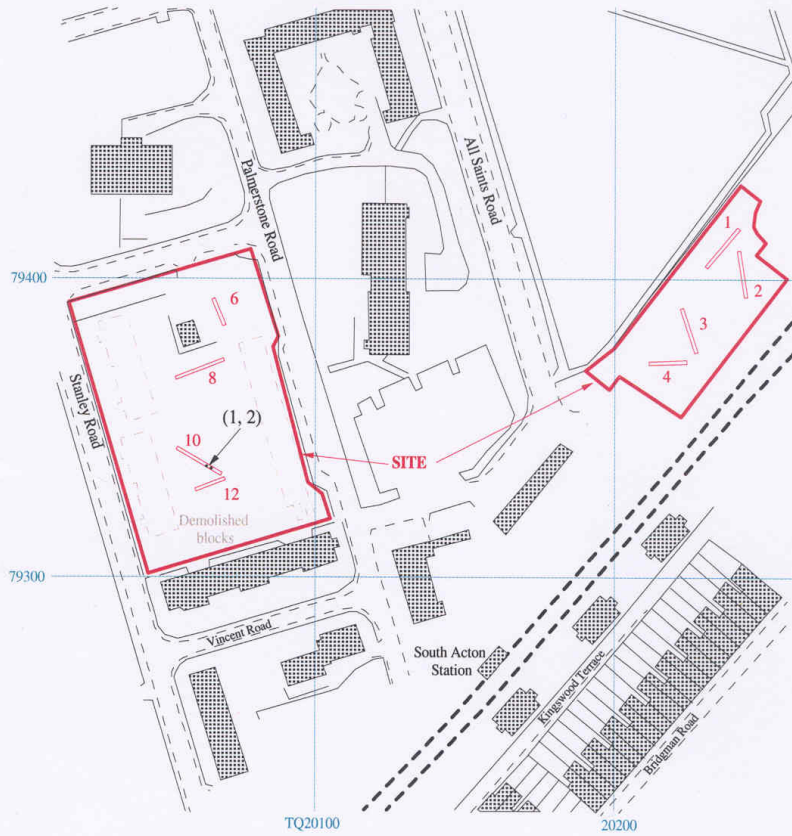 Palmerstone Road
All Saints Road
1
79400
2
6
3
8
4
Stanley Road
(1, 2)
10
SITE
12
Demolished
blocks
79300
Vincent Road
South Acton
Station
Kingswood Terrace
Bridgman Road
TQ20100
20200